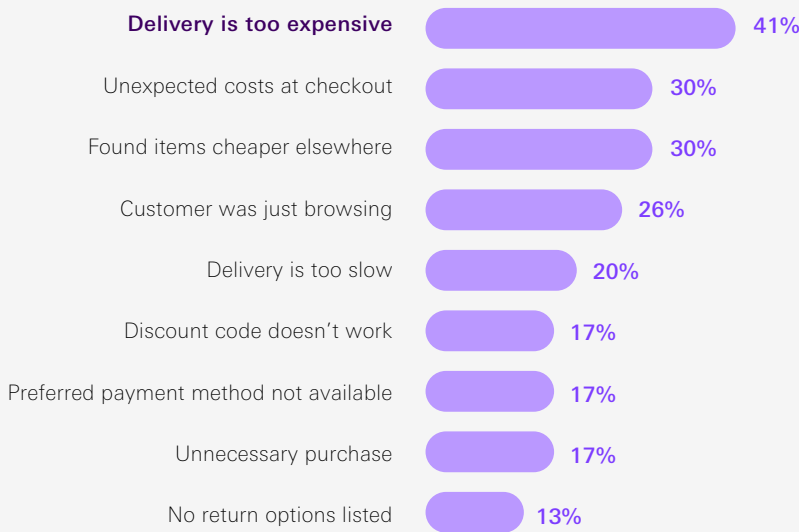 Delivery is too expensive 41%
Unexpected costs at checkout 30%
Found items cheaper elsewhere 30%
Customer was just browsing 26%
Delivery is too slow 20%
Discount code doesn’t work 17%
Preferred payment method not available 17%
Unnecessary purchase 17%
No return options listed 13%